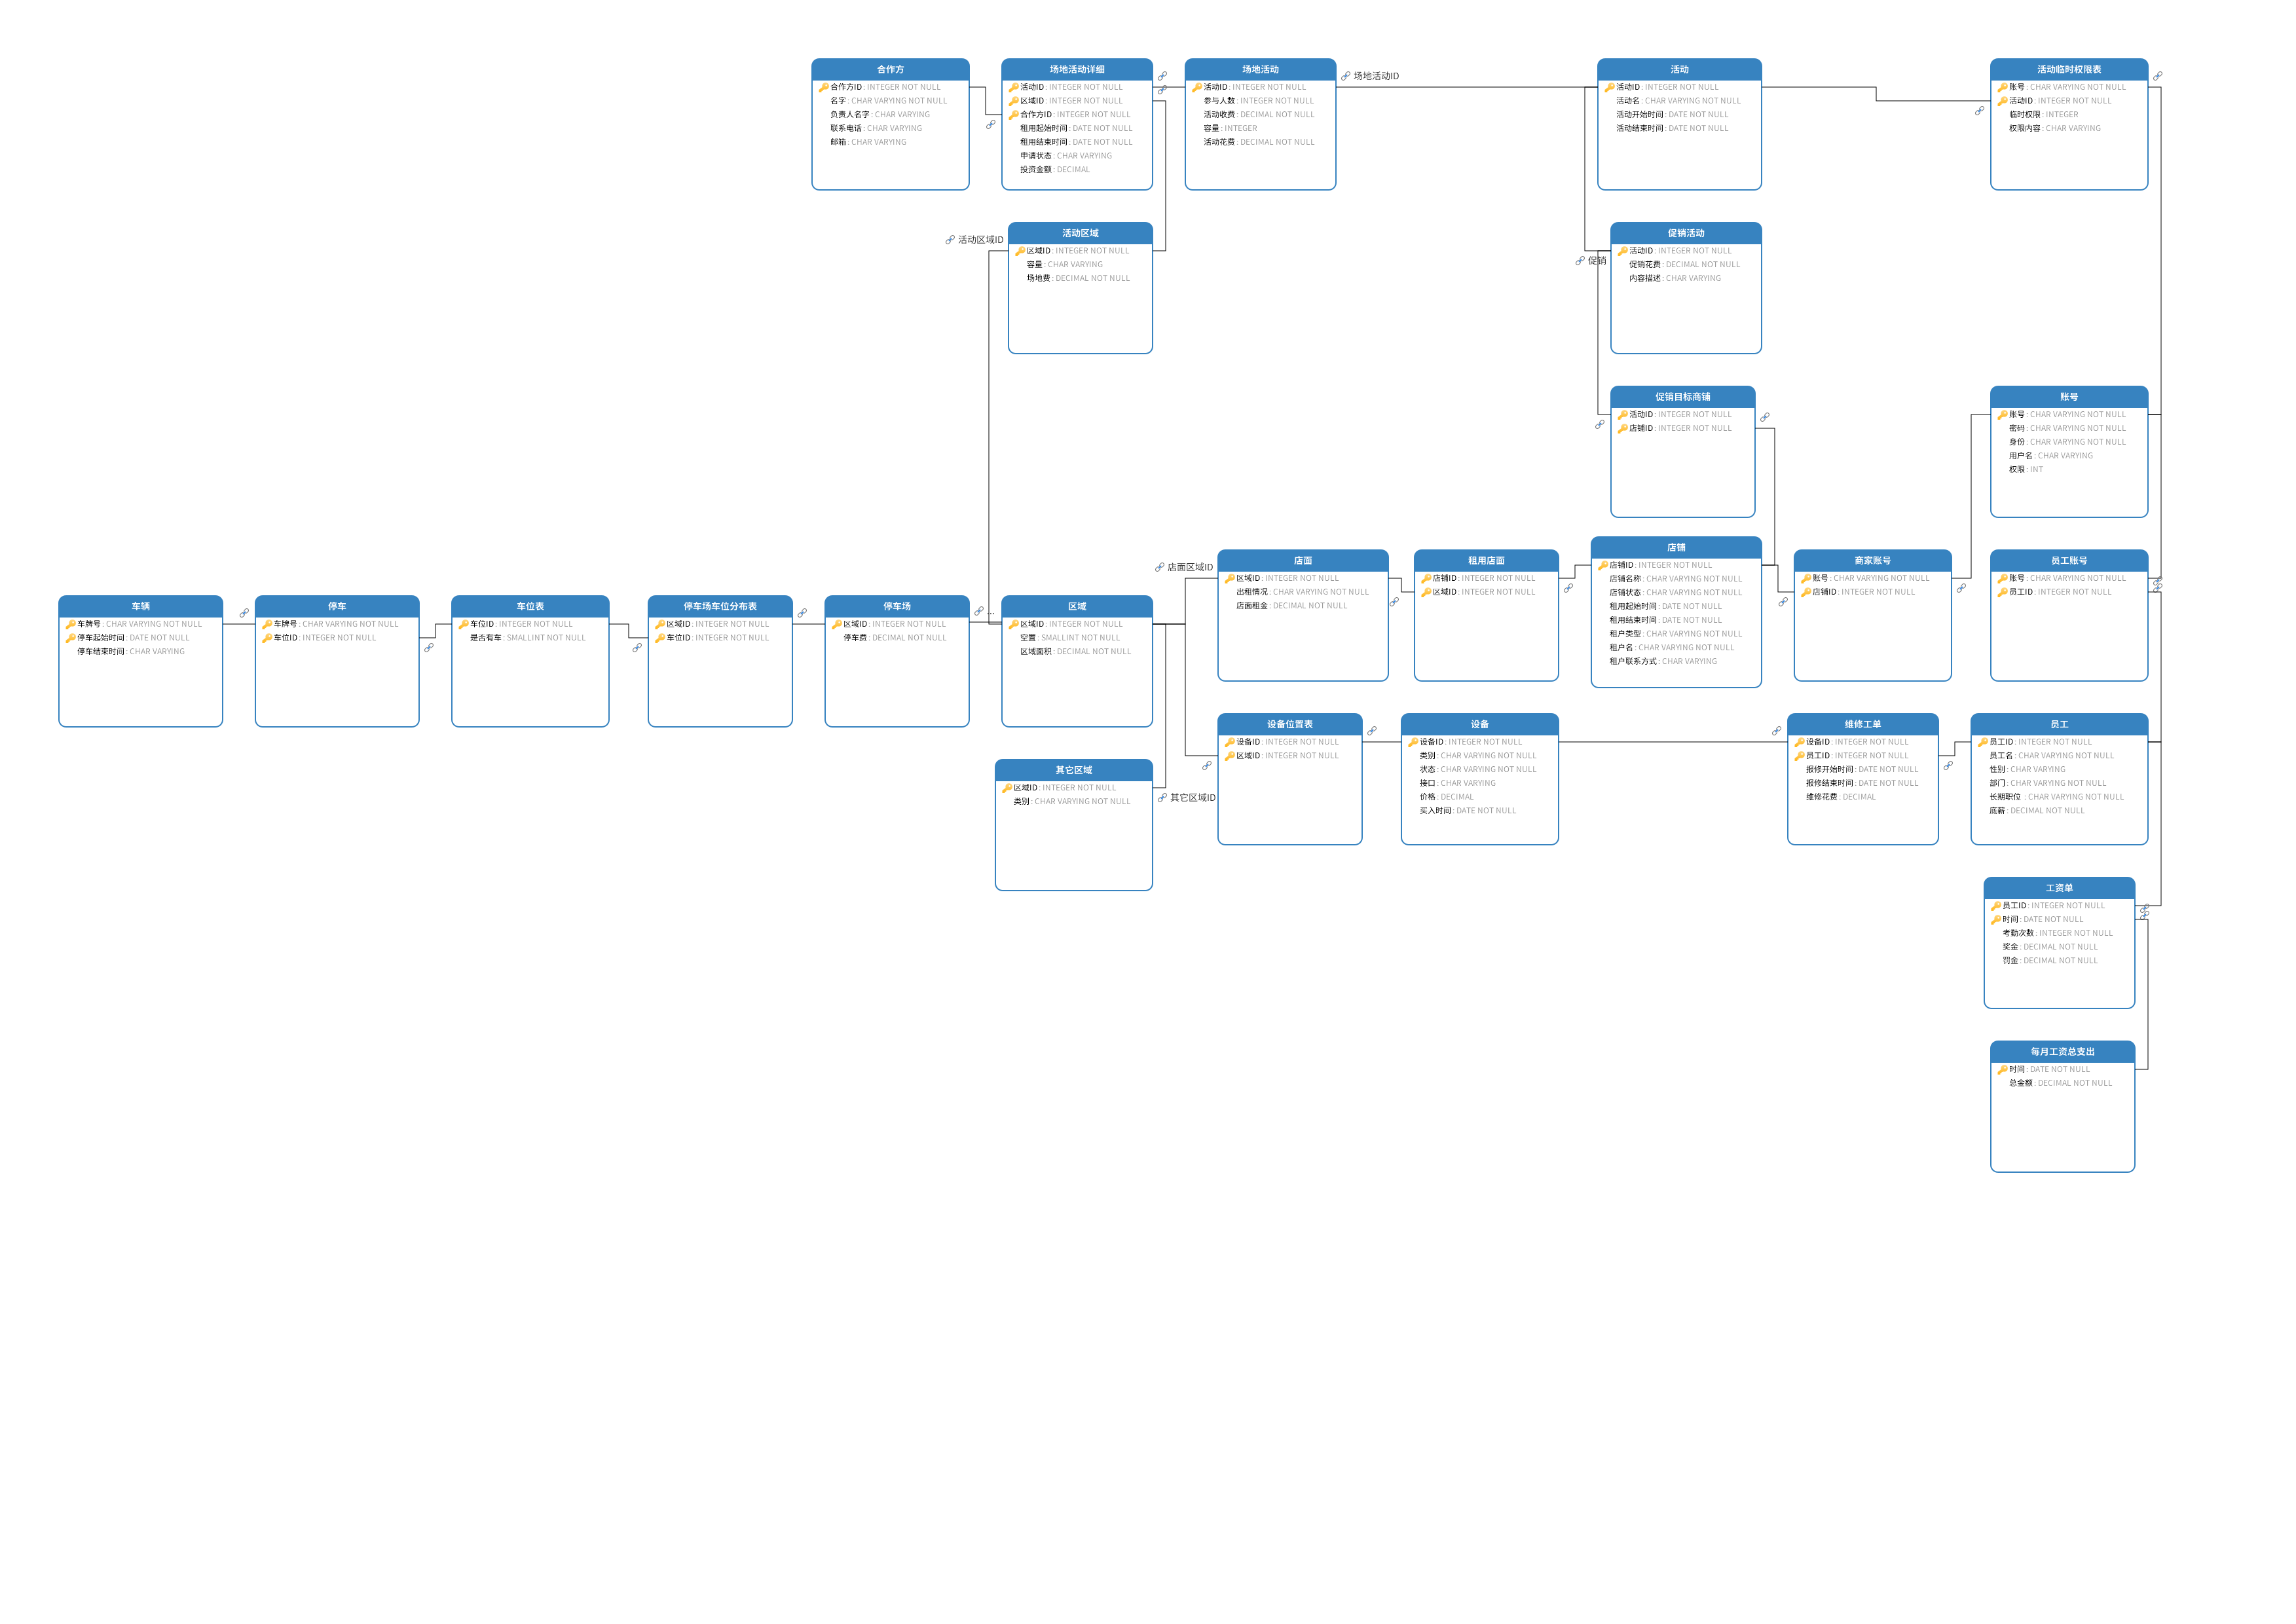 合作方
合作方ID : INTEGER NOT NULL
名字 : CHAR VARYING NOT NULL
负责人名字 : CHAR VARYING
联系电话 : CHAR VARYING
邮箱 : CHAR VARYING
场地活动详细
活动ID : INTEGER NOT NULL
区域ID : INTEGER NOT NULL
合作方ID : INTEGER NOT NULL
租用起始时间 : DATE NOT NULL
租用结束时间 : DATE NOT NULL
申请状态 : CHAR VARYING
投资金额 : DECIMAL
场地活动
活动ID : INTEGER NOT NULL
参与人数 : INTEGER NOT NULL
活动收费 : DECIMAL NOT NULL
容量 : INTEGER
活动花费 : DECIMAL NOT NULL
场地活动ID
活动
活动ID : INTEGER NOT NULL
活动名 : CHAR VARYING NOT NULL
活动开始时间 : DATE NOT NULL
活动结束时间 : DATE NOT NULL
活动临时权限表
账号 : CHAR VARYING NOT NULL
活动ID : INTEGER NOT NULL
临时权限 : INTEGER
权限内容 : CHAR VARYING
活动区域ID
活动区域
区域ID : INTEGER NOT NULL
容量 : CHAR VARYING
场地费 : DECIMAL NOT NULL
促销
促销活动
活动ID : INTEGER NOT NULL
促销花费 : DECIMAL NOT NULL
内容描述 : CHAR VARYING
促销目标商铺
活动ID : INTEGER NOT NULL
店铺ID : INTEGER NOT NULL
账号
账号 : CHAR VARYING NOT NULL
密码 : CHAR VARYING NOT NULL
身份 : CHAR VARYING NOT NULL
用户名 : CHAR VARYING
权限 : INT
车辆
车牌号 : CHAR VARYING NOT NULL
停车起始时间 : DATE NOT NULL
停车结束时间 : CHAR VARYING
停车
车牌号 : CHAR VARYING NOT NULL
车位ID : INTEGER NOT NULL
车位表
车位ID : INTEGER NOT NULL
是否有车 : SMALLINT NOT NULL
停车场车位分布表
区域ID : INTEGER NOT NULL
车位ID : INTEGER NOT NULL
停车场
区域ID : INTEGER NOT NULL
停车费 : DECIMAL NOT NULL
...
区域
区域ID : INTEGER NOT NULL
空置 : SMALLINT NOT NULL
区域面积 : DECIMAL NOT NULL
店面区域ID
店面
区域ID : INTEGER NOT NULL
出租情况 : CHAR VARYING NOT NULL
店面租金 : DECIMAL NOT NULL
租用店面
店铺ID : INTEGER NOT NULL
区域ID : INTEGER NOT NULL
店铺
店铺ID : INTEGER NOT NULL
店铺名称 : CHAR VARYING NOT NULL
店铺状态 : CHAR VARYING NOT NULL
租用起始时间 : DATE NOT NULL
租用结束时间 : DATE NOT NULL
租户类型 : CHAR VARYING NOT NULL
租户名 : CHAR VARYING NOT NULL
租户联系方式 : CHAR VARYING
商家账号
账号 : CHAR VARYING NOT NULL
店铺ID : INTEGER NOT NULL
员工账号
账号 : CHAR VARYING NOT NULL
员工ID : INTEGER NOT NULL
其它区域
区域ID : INTEGER NOT NULL
类别 : CHAR VARYING NOT NULL
其它区域ID
设备位置表
设备ID : INTEGER NOT NULL
区域ID : INTEGER NOT NULL
设备
设备ID : INTEGER NOT NULL
类别 : CHAR VARYING NOT NULL
状态 : CHAR VARYING NOT NULL
接口 : CHAR VARYING
价格 : DECIMAL
买入时间 : DATE NOT NULL
维修工单
设备ID : INTEGER NOT NULL
员工ID : INTEGER NOT NULL
报修开始时间 : DATE NOT NULL
报修结束时间 : DATE NOT NULL
维修花费 : DECIMAL
员工
员工ID : INTEGER NOT NULL
员工名 : CHAR VARYING NOT NULL
性别 : CHAR VARYING
部门 : CHAR VARYING NOT NULL
长期职位 : CHAR VARYING NOT NULL
底薪 : DECIMAL NOT NULL
工资单
员工ID : INTEGER NOT NULL
时间 : DATE NOT NULL
考勤次数 : INTEGER NOT NULL
奖金 : DECIMAL NOT NULL
罚金 : DECIMAL NOT NULL
每月工资总支出
时间 : DATE NOT NULL
总金额 : DECIMAL NOT NULL